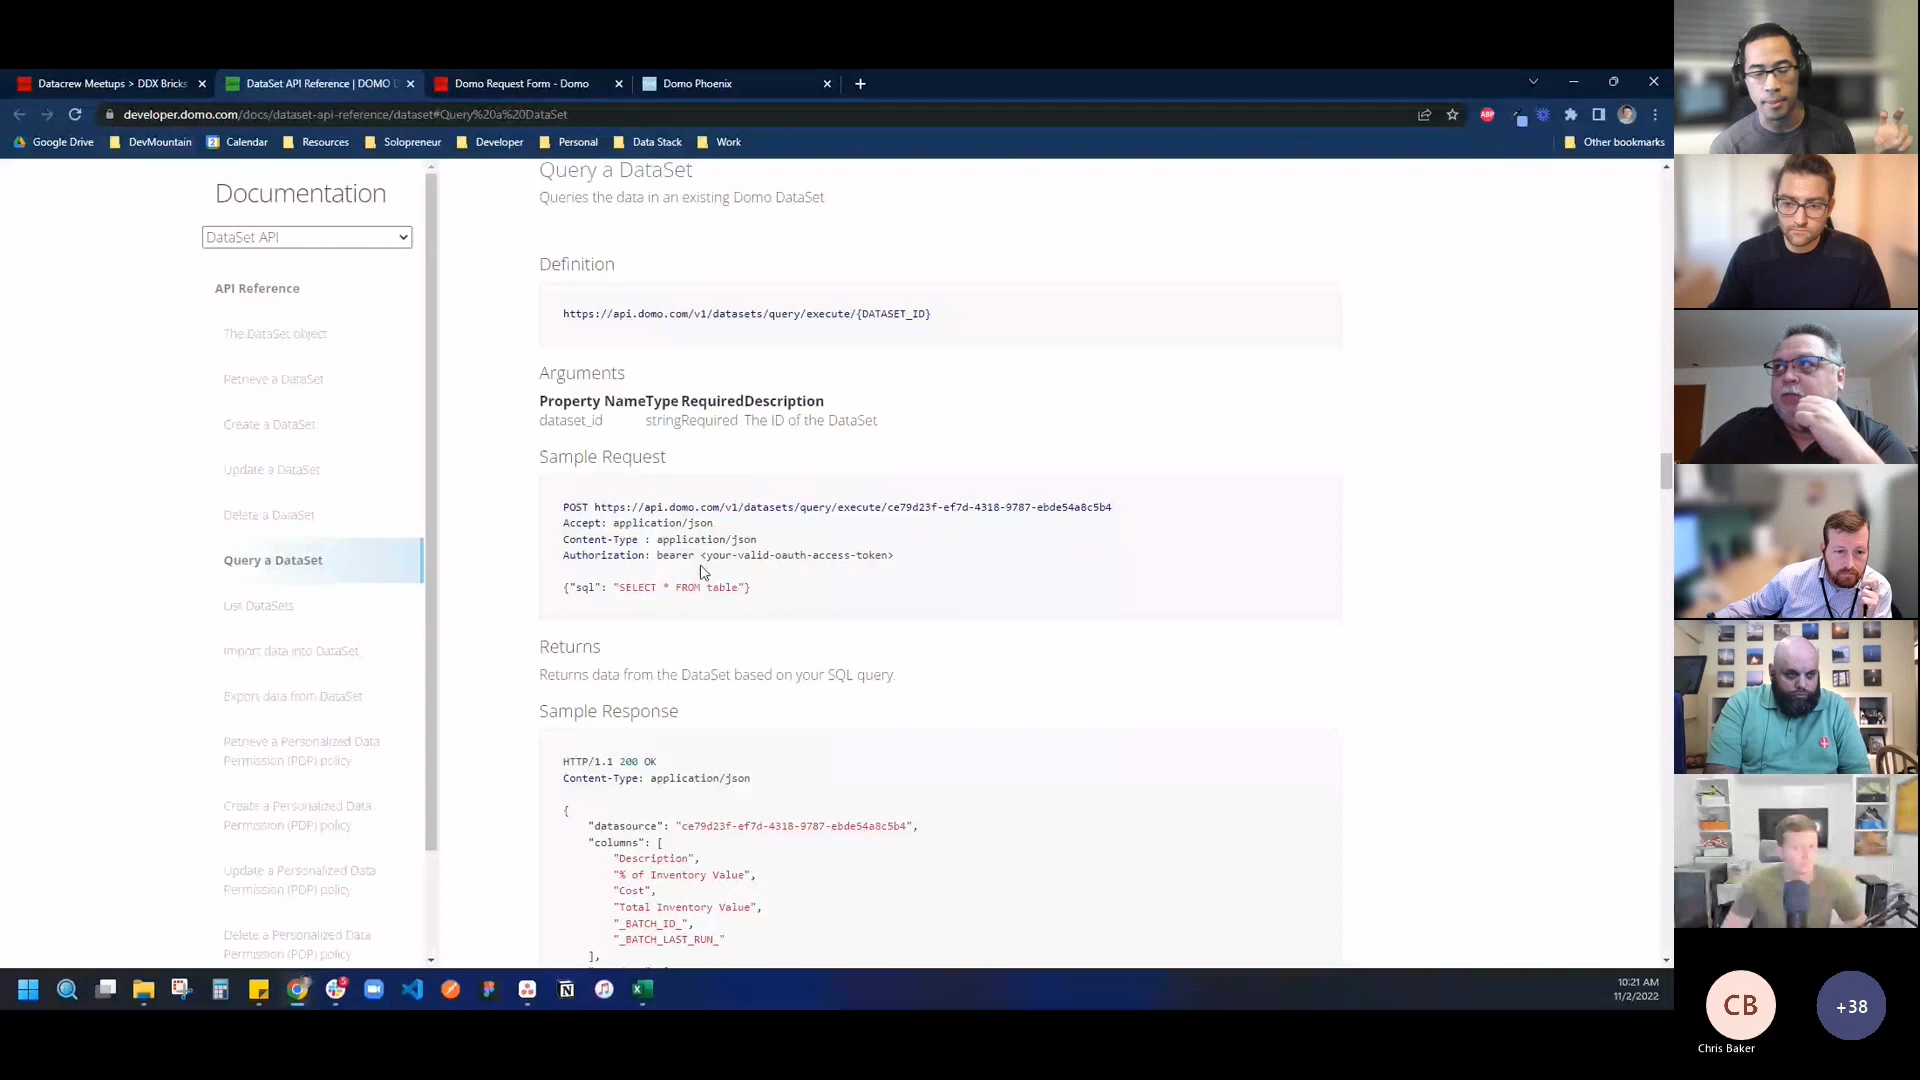 Datacrew Meetups > DDX Bricks
DataSet API Reference | DOMO D
Domo Request Form - Domo
Domo Phoenix
developer.domo.com/docs/dataset-api-reference/dataset#Query%20a%20DataSet
ABP
Google Drive
DevMountain
Calendar
Resources
Solopreneur
Developer
Personal
Data Stack
Work
Other bookmarks
Documentation
DataSet API
API Reference
The DataSet object
Retrieve a DataSet
Create a DataSet
Update a DataSet
Delete a DataSet
Query a DataSet
List DataSets
Import data into DataSet
Export data from DataSet
Retrieve a Personalized Data
Permission (PDP) policy
Create a Personalized Data
Permission (PDP) policy
Update a Personalized Data
Permission (PDP) policy
Delete a Personalized Data
Permission (PDP) policy
Query a DataSet
Queries the data in an existing Domo DataSet
Definition
https://api.domo.com/v1/datasets/query/execute/{DATASET_ID}
Arguments
Property NameType RequiredDescription
dataset_id stringRequired The ID of the DataSet
Sample Request
POST https://api.domo.com/v1/datasets/query/execute/ce79d23f-ef7d-4318-9787-ebde54a8c5b4
Accept: application/json
Content-Type : application/json
Authorization: bearer <your-valid-oauth-access-token>
{"sql": "SELECT * FROM table"}
Returns
Returns data from the DataSet based on your SQL query.
Sample Response
HTTP/1.1 200 OK
Content-Type: application/json
{
"datasource": "ce79d23f-ef7d-4318-9787-ebde54a8c5b4",
"columns": [
"Description",
"% of Inventory Value",
"Cost",
"Total Inventory Value",
"_BATCH_ID_",
"_BATCH_LAST_RUN_"
],
10:21 AM
11/2/2022
CB
+38
Chris Baker